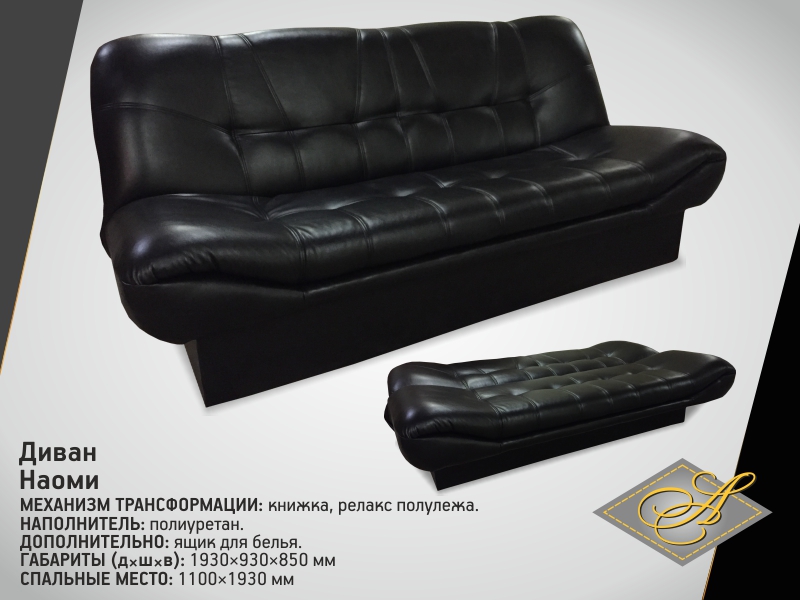 Диван
Наоми
МЕХАНИЗМ ТРАНСФОРМАЦИИ: книжка, релакс полулежа.
НАПОЛНИТЕЛЬ: полиуретан.
ДОПОЛНИТЕЛЬНО: ящик для белья.
ГАБАРИТЫ (д×ш×в): 1930×930×850 мм
СПАЛЬНЫЕ МЕСТО: 1100×1930 мм
A